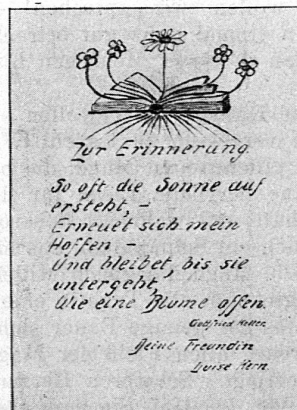 Zur Erinnerung.
So oft die Sonne auf
ersteht, -
Erneuet sich mein
Hoffen -
Und bleibet, bis sie
untergeht,
Wie eine Blume offen.
Gottfried Keller
Deine Freundin
Luise Kern.